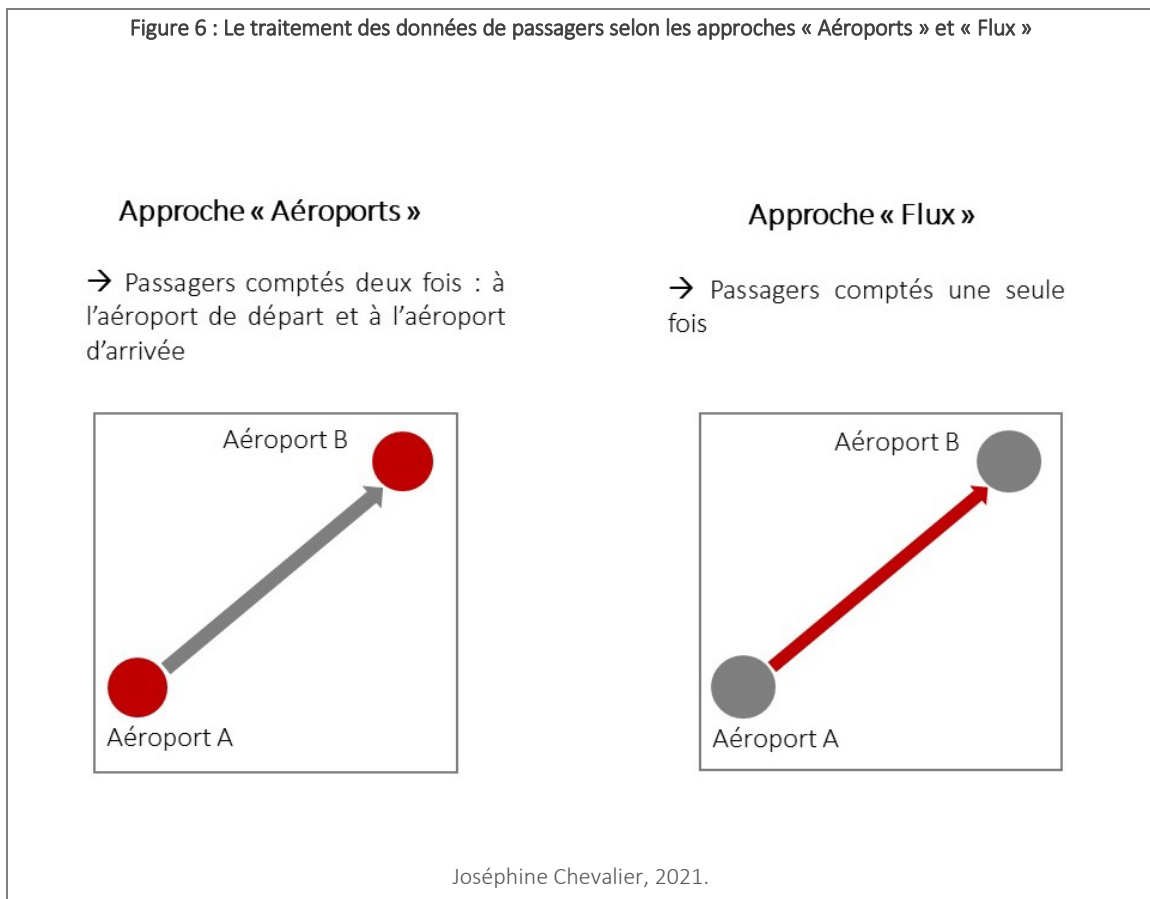 Figure 6 : Le traitement des données de passagers selon les approches « Aéroports » et « Flux »
Approche « Aéroports »
→ Passagers comptés deux fois : à
l’aéroport de départ et à l’aéroport
d’arrivée
Aéroport B
Aéroport A
Approche « Flux »
→ Passagers comptés une seule
fois
Aéroport B
Aéroport A
Joséphine Chevalier, 2021.